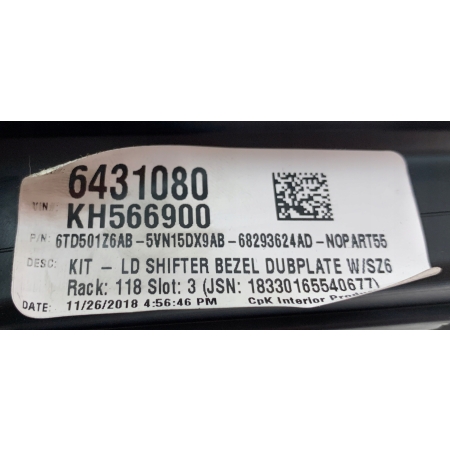 6431080
VIN: KH566900
P/N: 6TD501Z6AB-5VN15DX9AB-68293624AD-NOPART55
DESC: KIT - LD SHIFTER BEZEL DUBPLATE W/SZ6
Rack: 118 Slot: 3 (JSN: 18330165540677)
DATE: 11/26/2018 4:56:46 PM CpK Interior